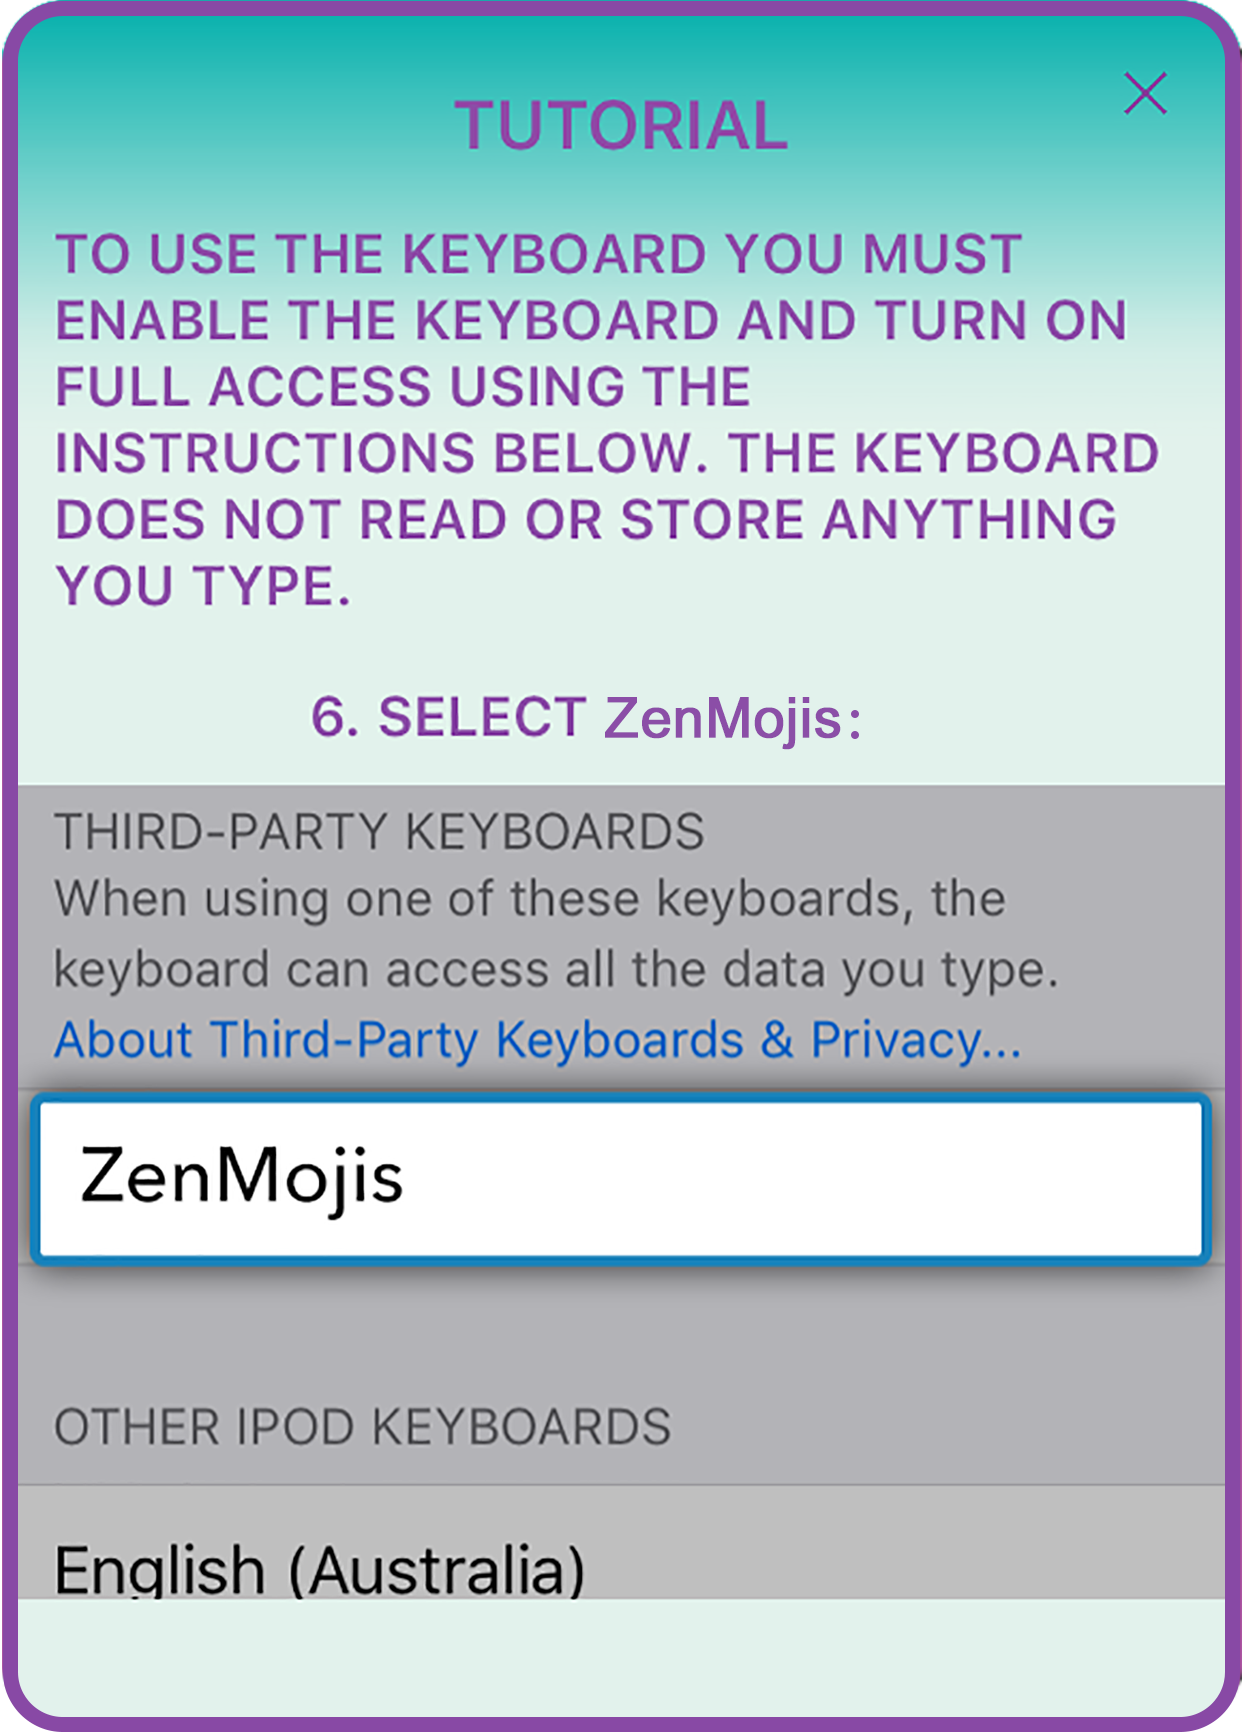 TUTORIAL
TO USE THE KEYBOARD YOU MUST
ENABLE THE KEYBOARD AND TURN ON
FULL ACCESS USING THE
INSTRUCTIONS BELOW. THE KEYBOARD
DOES NOT READ OR STORE ANYTHING
YOU TYPE.
6. SELECT ZenMojis:
THIRD-PARTY KEYBOARDS
When using one of these keyboards, the
keyboard can access all the data you type.
About Third-Party Keyboards & Privacy...
ZenMojis
OTHER IPOD KEYBOARDS
English (Australia)